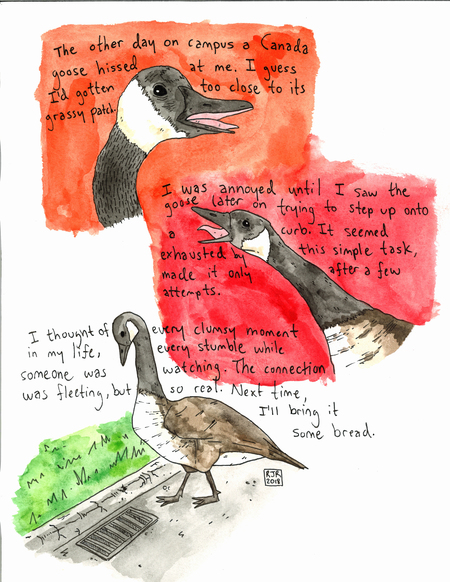 The other day on campus a Canada
goose hissed at me. I guess
I'd gotten too close to its
grassy patch.
I was annoyed until I saw the
goose later on trying to step up onto
a curb. It seemed
exhausted by this simple task,
made it only after a few
attempts.
I thought of every clumsy moment
in my life, every stumble while
someone was watching. The connection
was fleeting, but so real. Next time,
I'll bring it
some bread.
RJR
2018